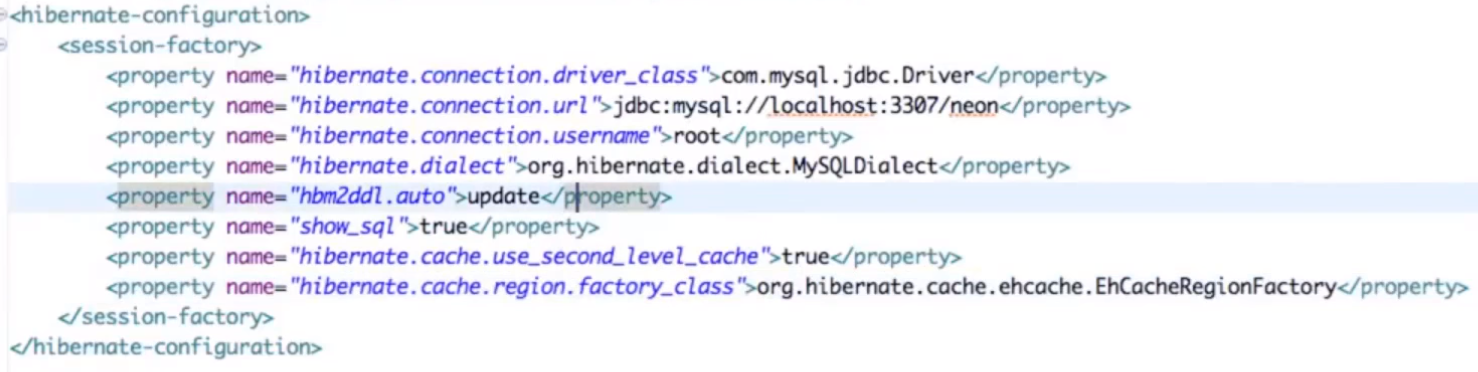 <hibernate-configuration>
<session-factory>
<property name="hibernate.connection.driver_class">com.mysql.jdbc.Driver</property>
<property name="hibernate.connection.url">jdbc:mysql://localhost:3307/neon</property>
<property name="hibernate.connection.username">root</property>
<property name="hibernate.dialect">org.hibernate.dialect.MySQLDialect</property>
<property name="hbm2ddl.auto">update</property>
<property name="show_sql">true</property>
<property name="hibernate.cache.use_second_level_cache">true</property>
<property name="hibernate.cache.region.factory_class">org.hibernate.cache.ehcache.EhCacheRegionFactory</property>
</session-factory>
</hibernate-configuration>